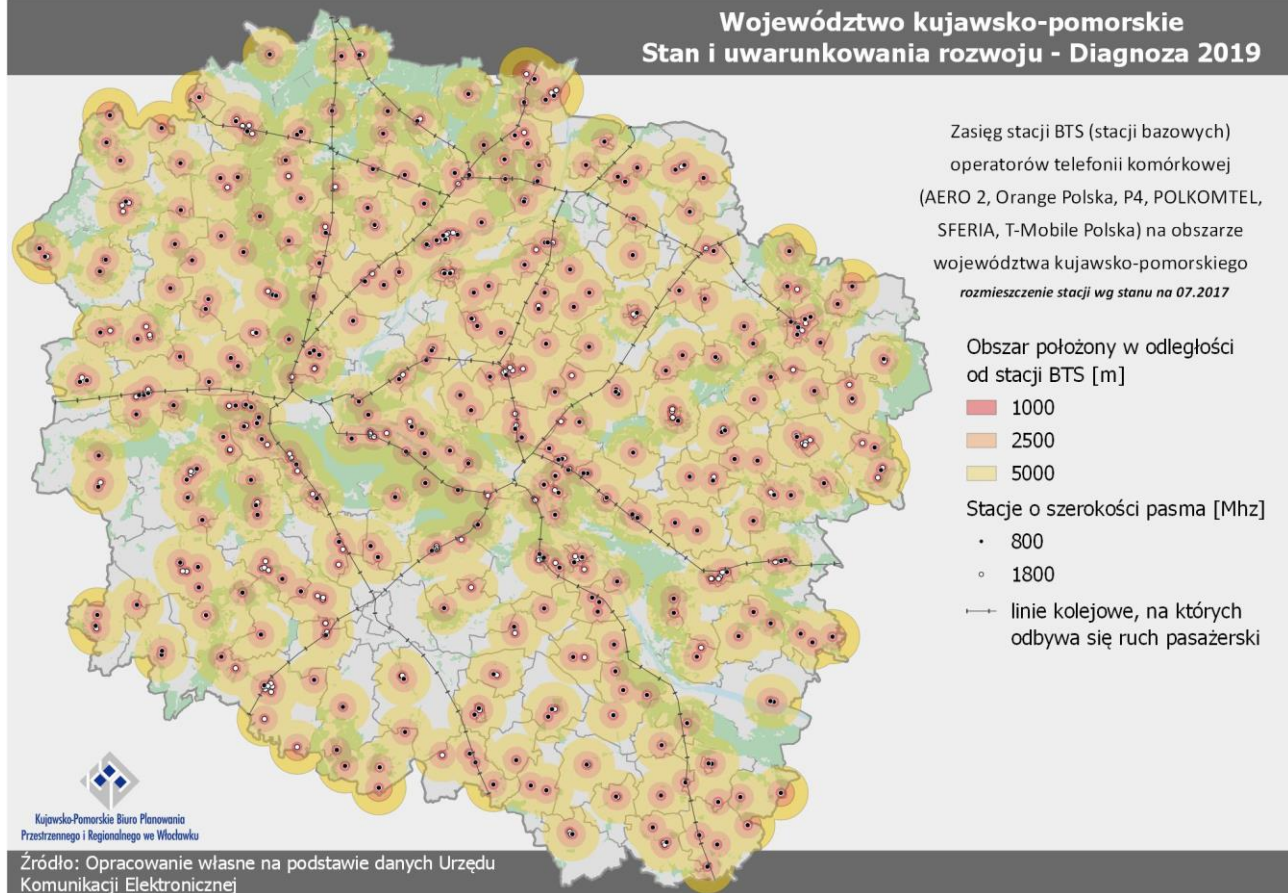 Województwo kujawsko-pomorskie
Stan i uwarunkowania rozwoju - Diagnoza 2019
Zasięg stacji BTS (stacji bazowych)
operatorów telefonii komórkowej
(AERO 2, Orange Polska, P4, POLKOMTEL,
SFERIA, T-Mobile Polska) na obszarze
województwa kujawsko-pomorskiego
rozmieszczenie stacji wg stanu na 07.2017
Obszar położony w odległości
od stacji BTS [m]
1000
2500
5000
Stacje o szerokości pasma [Mhz]
800
1800
linie kolejowe, na których
odbywa się ruch pasażerski
Kujawsko-Pomorskie Biuro Planowania
Przestrzennego i Regionalnego we Włocławku
Źródło: Opracowanie własne na podstawie danych Urzędu
Komunikacji Elektronicznej